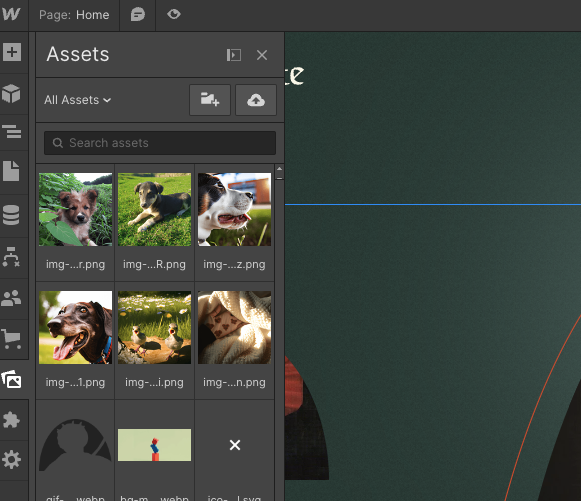 W
Page: Home
Assets
All Assets
Search assets
te
img-...r.png
img-...R.png
img-...z.png
img-...1.png
img-...i.png
img-...n.png
gif-....webp
bg-m....webp
ico-...l.svg